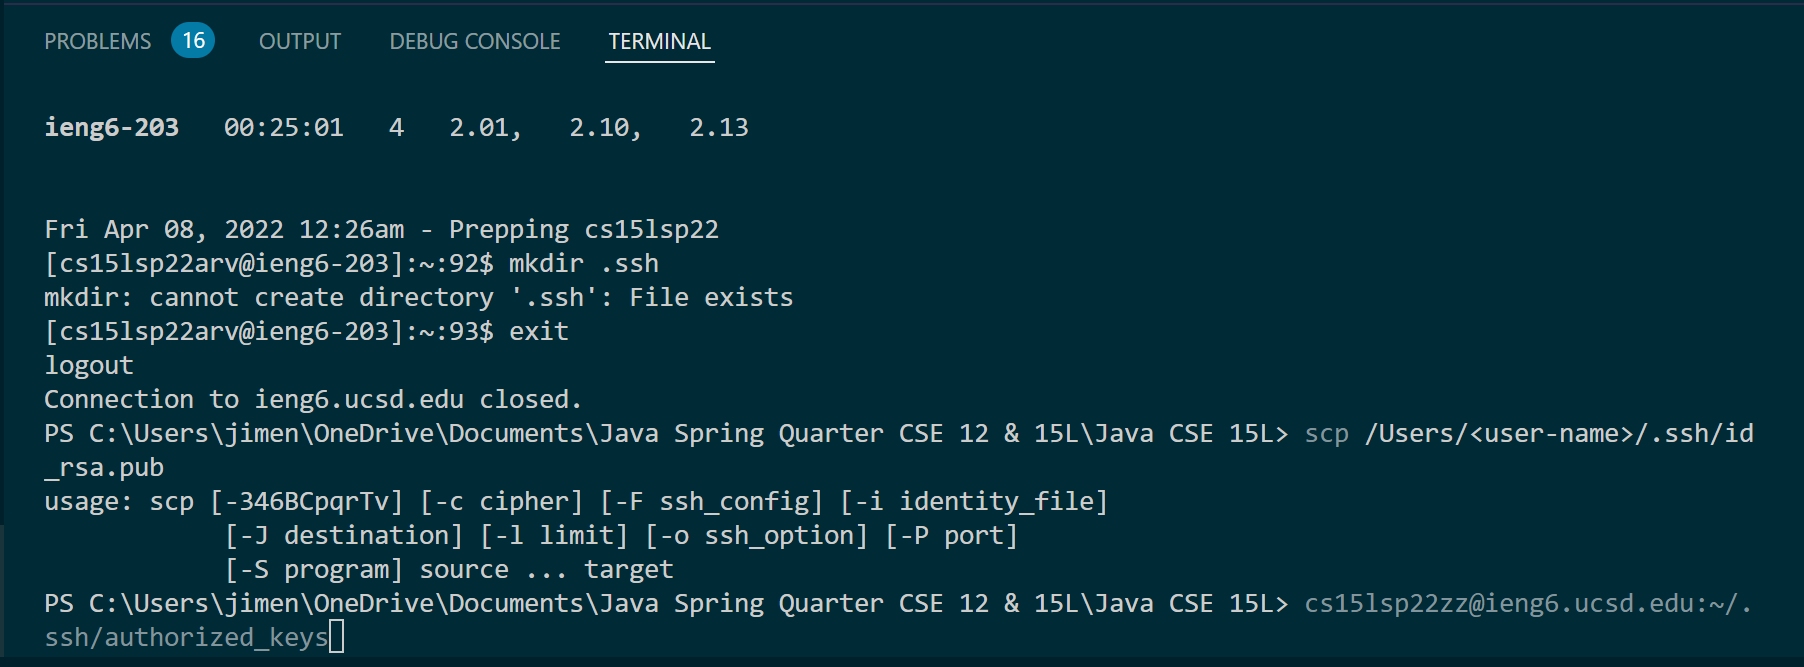 PROBLEMS 16 OUTPUT DEBUG CONSOLE TERMINAL
ieng6-203 00:25:01 4 2.01, 2.10, 2.13
Fri Apr 08, 2022 12:26am - Prepping cs15lsp22
[cs15lsp22arv@ieng6-203]:~:92$ mkdir .ssh
mkdir: cannot create directory '.ssh': File exists
[cs15lsp22arv@ieng6-203]:~:93$ exit
logout
Connection to ieng6.ucsd.edu closed.
PS C:\Users\jimen\OneDrive\Documents\Java Spring Quarter CSE 12 & 15L\Java CSE 15L> scp /Users/<user-name>/.ssh/id
_rsa.pub
usage: scp [-346BCpqrTv] [-c cipher] [-F ssh_config] [-i identity_file]
[-J destination] [-l limit] [-o ssh_option] [-P port]
[-S program] source ... target
PS C:\Users\jimen\OneDrive\Documents\Java Spring Quarter CSE 12 & 15L\Java CSE 15L> cs15lsp22zz@ieng6.ucsd.edu:~/.
ssh/authorized_keys